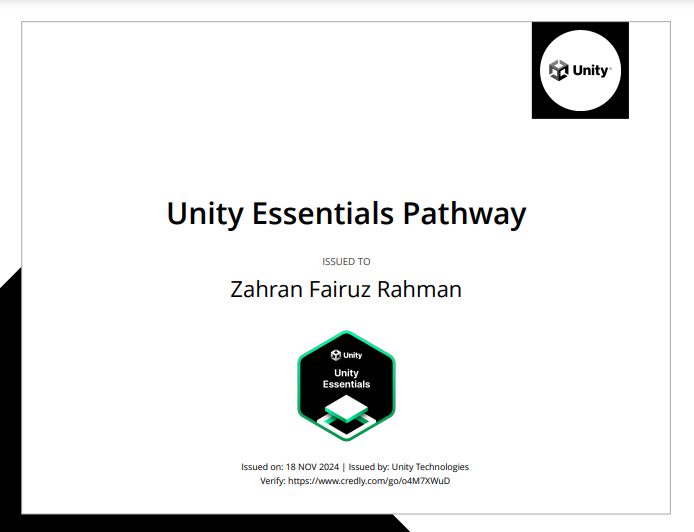 Unity
Unity Essentials Pathway
ISSUED TO
Zahran Fairuz Rahman
Unity
Unity
Essentials
Issued on: 18 NOV 2024 | Issued by: Unity Technologies
Verify: https://www.credly.com/go/o4M7XWuD